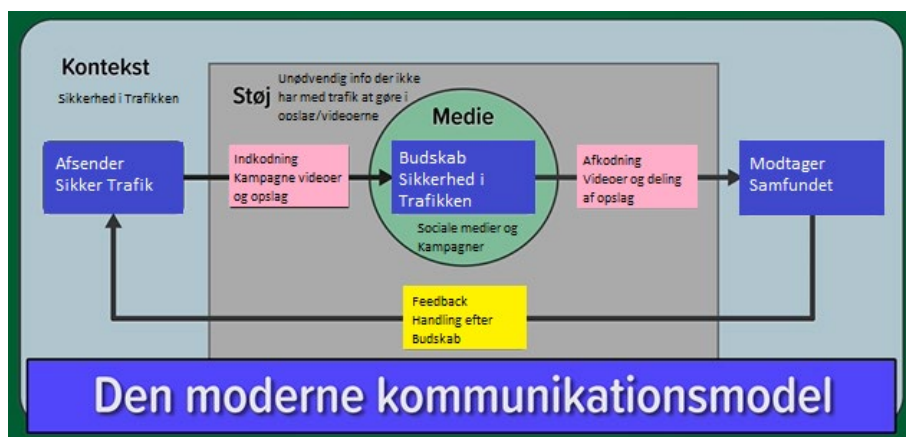 Kontekst
Sikkerhed i Trafikken
Støj
Unødvendig info der ikke
har med trafik at gøre i
opslag/videoerne
Medie
Afsender
Sikker Trafik
Indkodning
Kampagne videoer
og opslag
Budskab
Sikkerhed i
Trafikken
Sociale medier og
Kampagner
Afkodning
Videoer og deling
af opslag
Modtager
Samfundet
Feedback
Handling efter
Budskab
Den moderne kommunikationsmodel